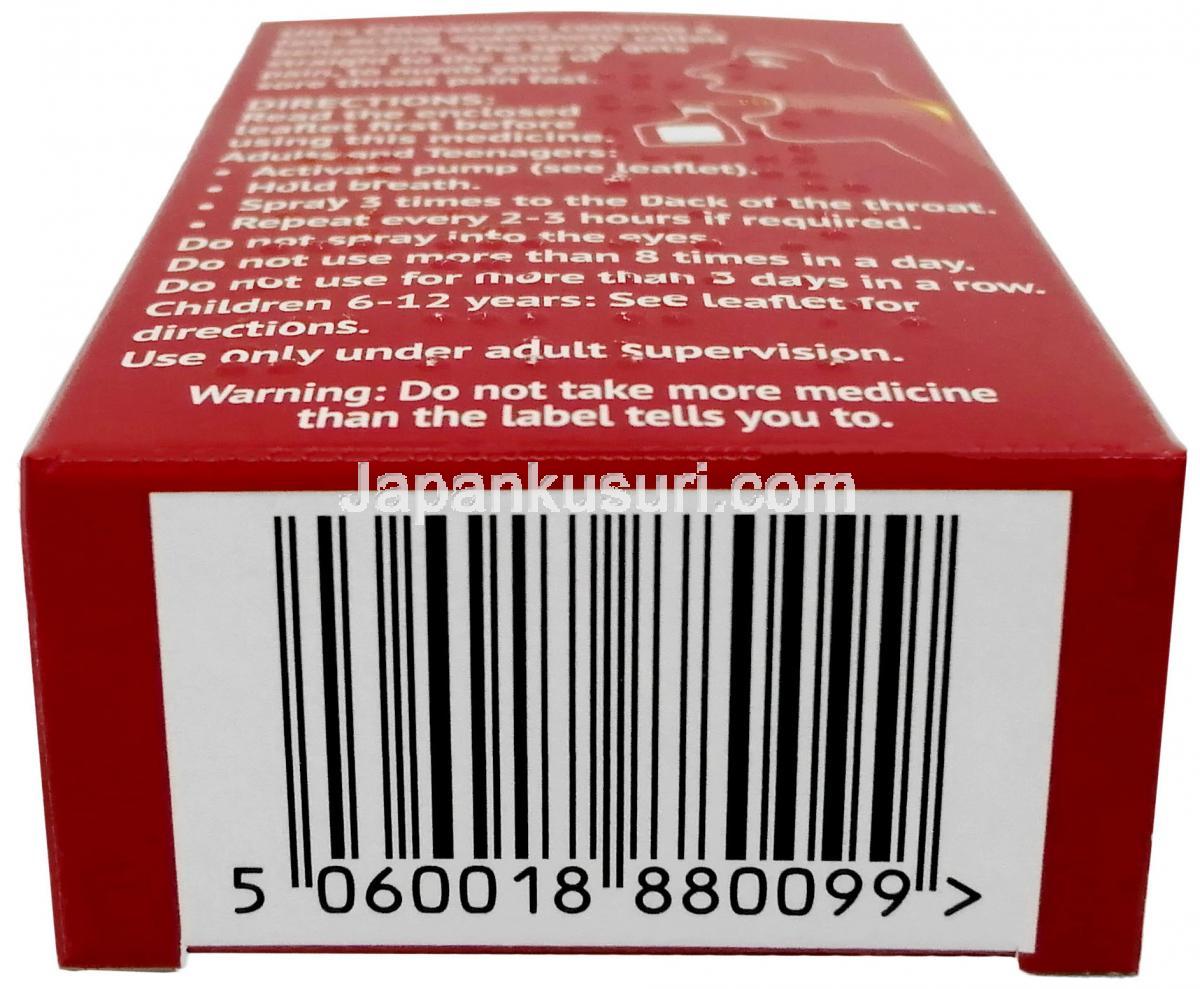 sore throat pain fast.
DIRECTIONS:
Read the enclosed
leaflet first before
using this medicine.
Adults and Teenagers:
• Activate pump (see leaflet).
• Hold breath.
• Spray 3 times to the back of the throat.
• Repeat every 2-3 hours if required.
Do not spray into the eyes
Do not use more than 8 times in a day.
Do not use for more than 3 days in a row.
Children 6-12 years: See leaflet for
directions.
Use only under adult supervision.
Warning: Do not take more medicine
than the label tells you to.
Japankusuri.com
5 060018 880099 >